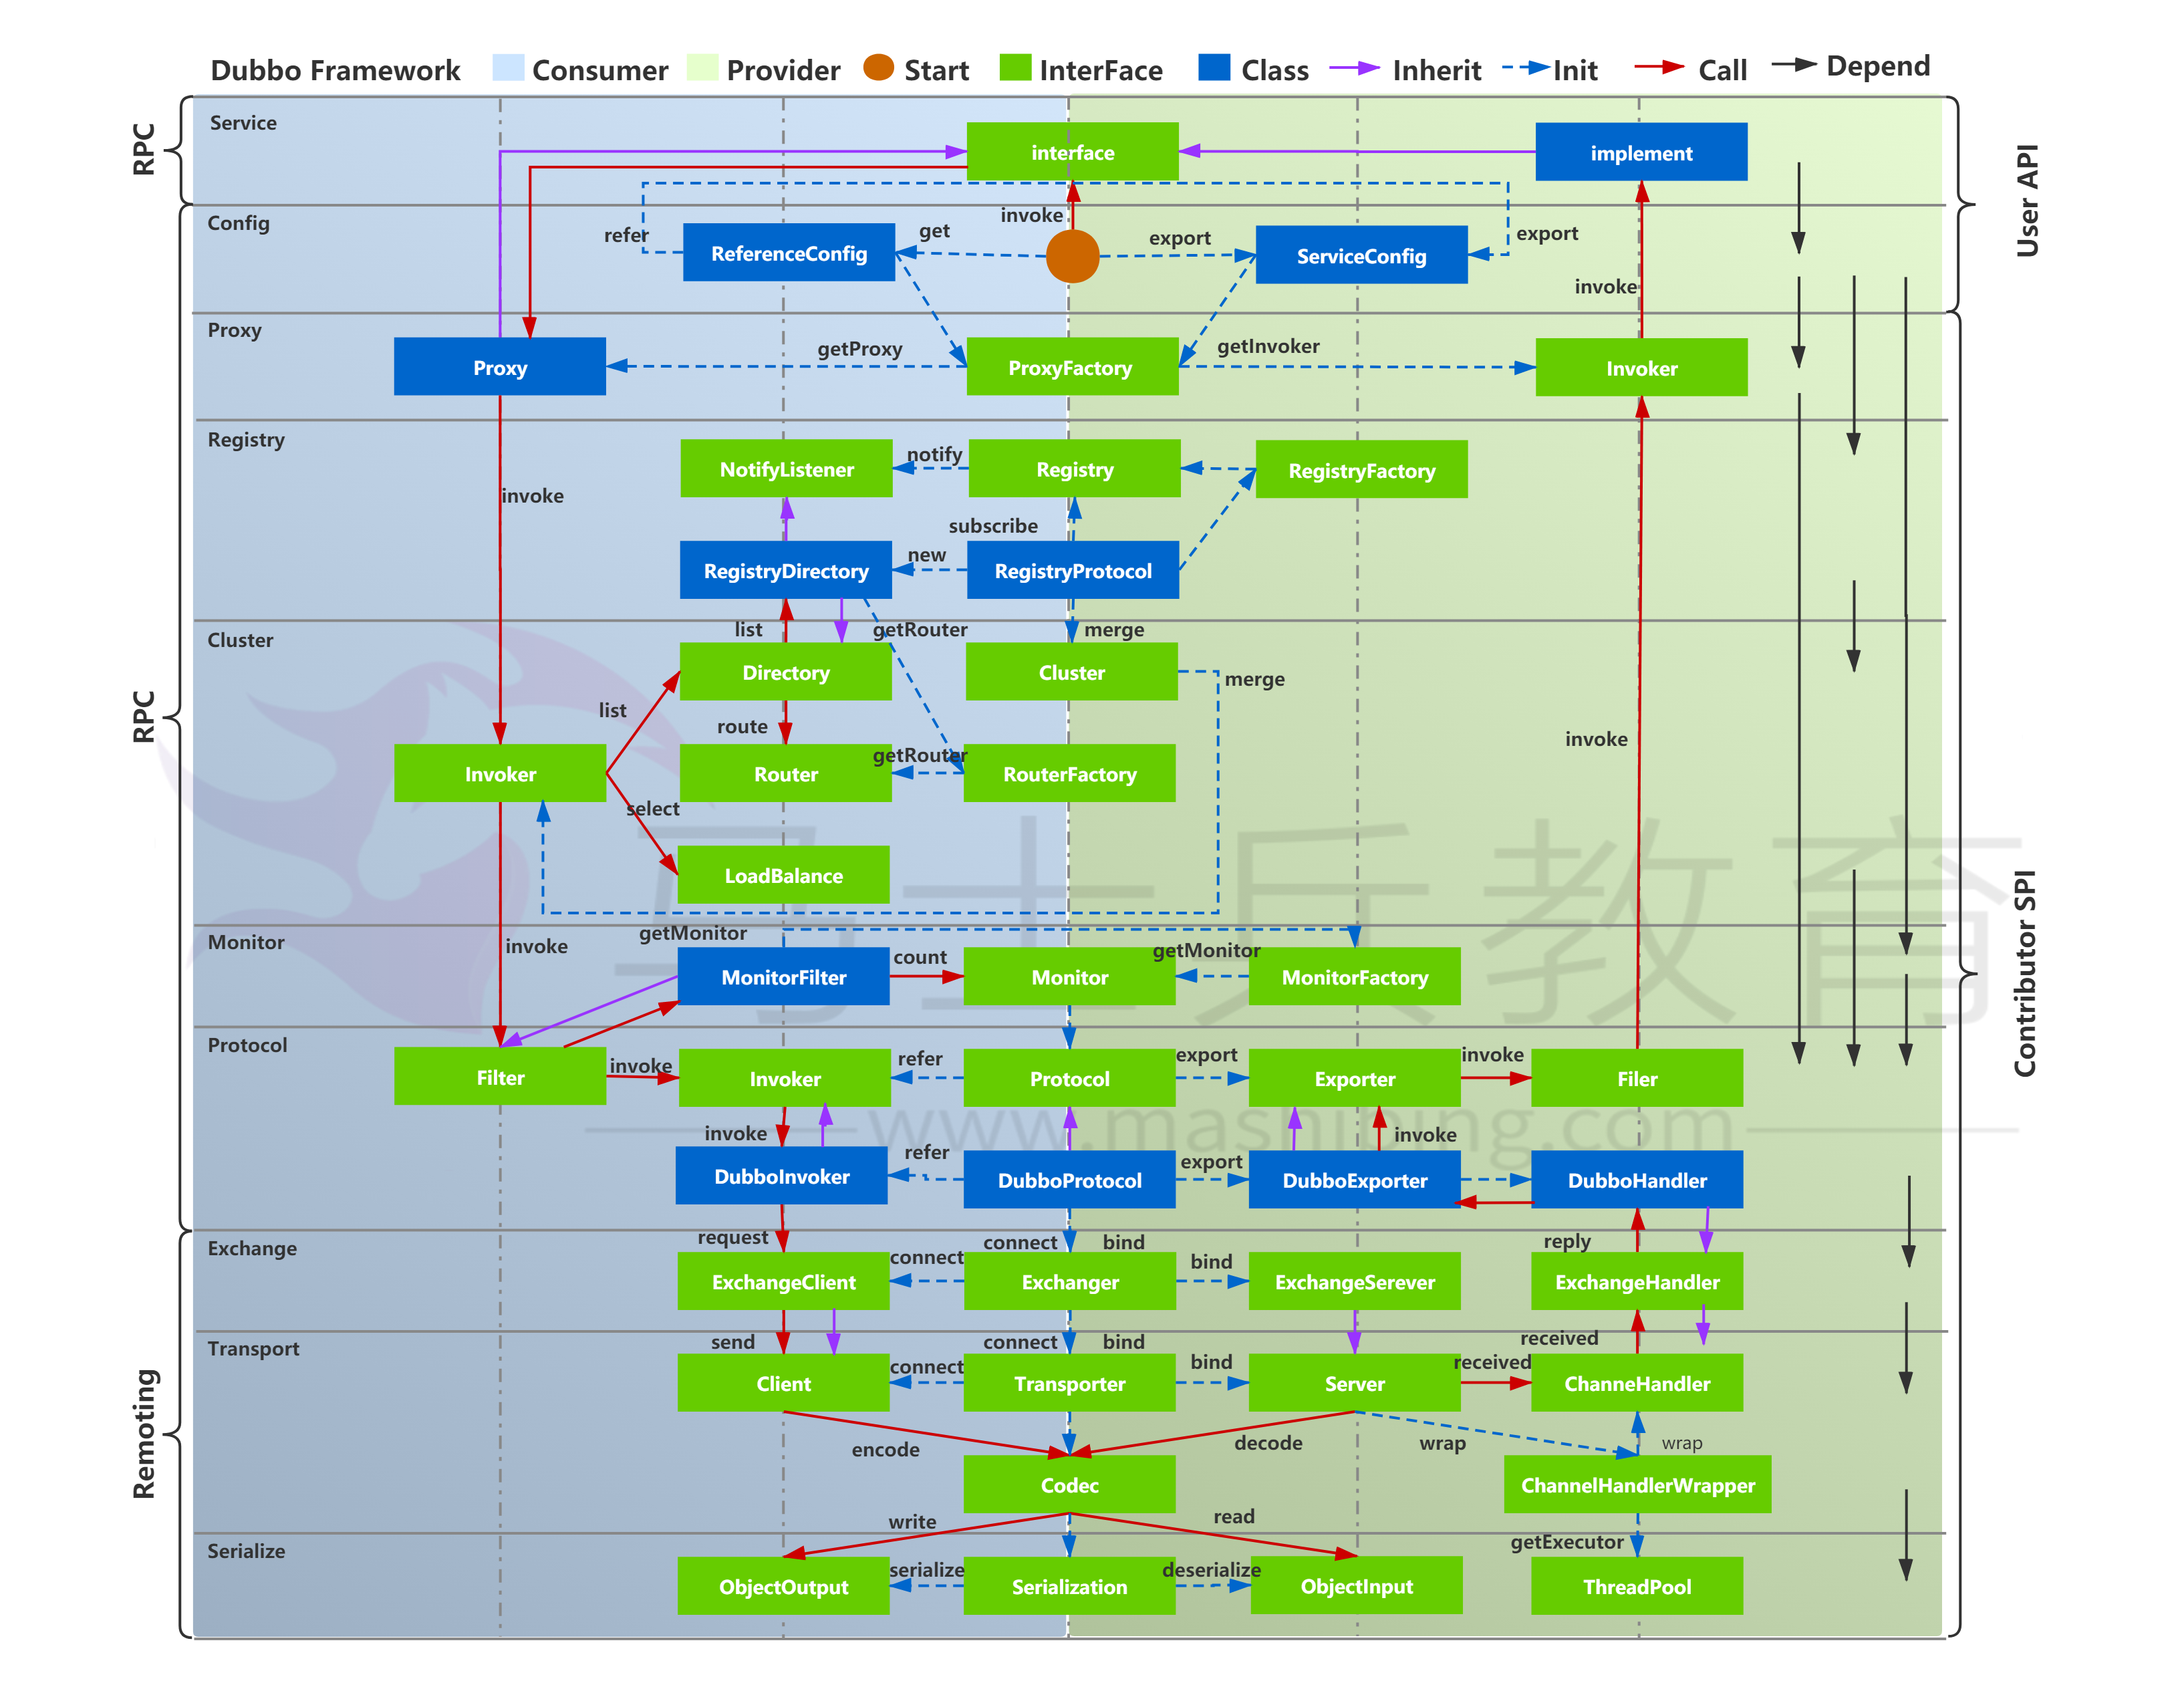 Dubbo Framework Consumer Provider Start InterFace Class Inherit Init Call Depend
RPC
User API
Service
interface
implement
Config
invoke
refer
ReferenceConfig
get
export
ServiceConfig
export
invoke
Proxy
Proxy
getProxy
ProxyFactory
getInvoker
Invoker
RPC
Contributor SPI
Registry
NotifyListener
notify
Registry
RegistryFactory
invoke
subscribe
RegistryDirectory
new
RegistryProtocol
Cluster
list
getRouter
merge
Directory
Cluster
merge
list
route
invoke
Invoker
Router
getRouter
RouterFactory
select
LoadBalance
马士兵教育
Monitor
getMonitor
invoke
MonitorFilter
count
Monitor
getMonitor
MonitorFactory
Protocol
Filter
invoke
Invoker
refer
Protocol
export
Exporter
invoke
Filer
www.mashibing.com
invoke
invoke
DubboInvoker
refer
DubboProtocol
export
DubboExporter
DubboHandler
Remoting
Exchange
request
connect
bind
reply
ExchangeClient
connect
Exchanger
bind
ExchangeSerever
ExchangeHandler
Transport
send
connect
bind
received
Client
connect
Transporter
bind
Server
received
ChanneHandler
encode
decode
wrap
wrap
Codec
ChannelHandlerWrapper
write
read
getExecutor
Serialize
ObjectOutput
serialize
Serialization
deserialize
ObjectInput
ThreadPool